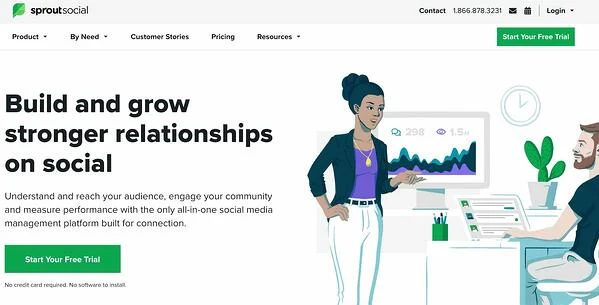 sproutsocial
Contact 1.866.878.3231 Login
Product By Need Customer Stories Pricing Resources Start Your Free Trial
Build and grow
stronger relationships
on social
298 1.5M
Understand and reach your audience, engage your community
and measure performance with the only all-in-one social media
management platform built for connection.
Start Your Free Trial
No credit card required. No software to install.